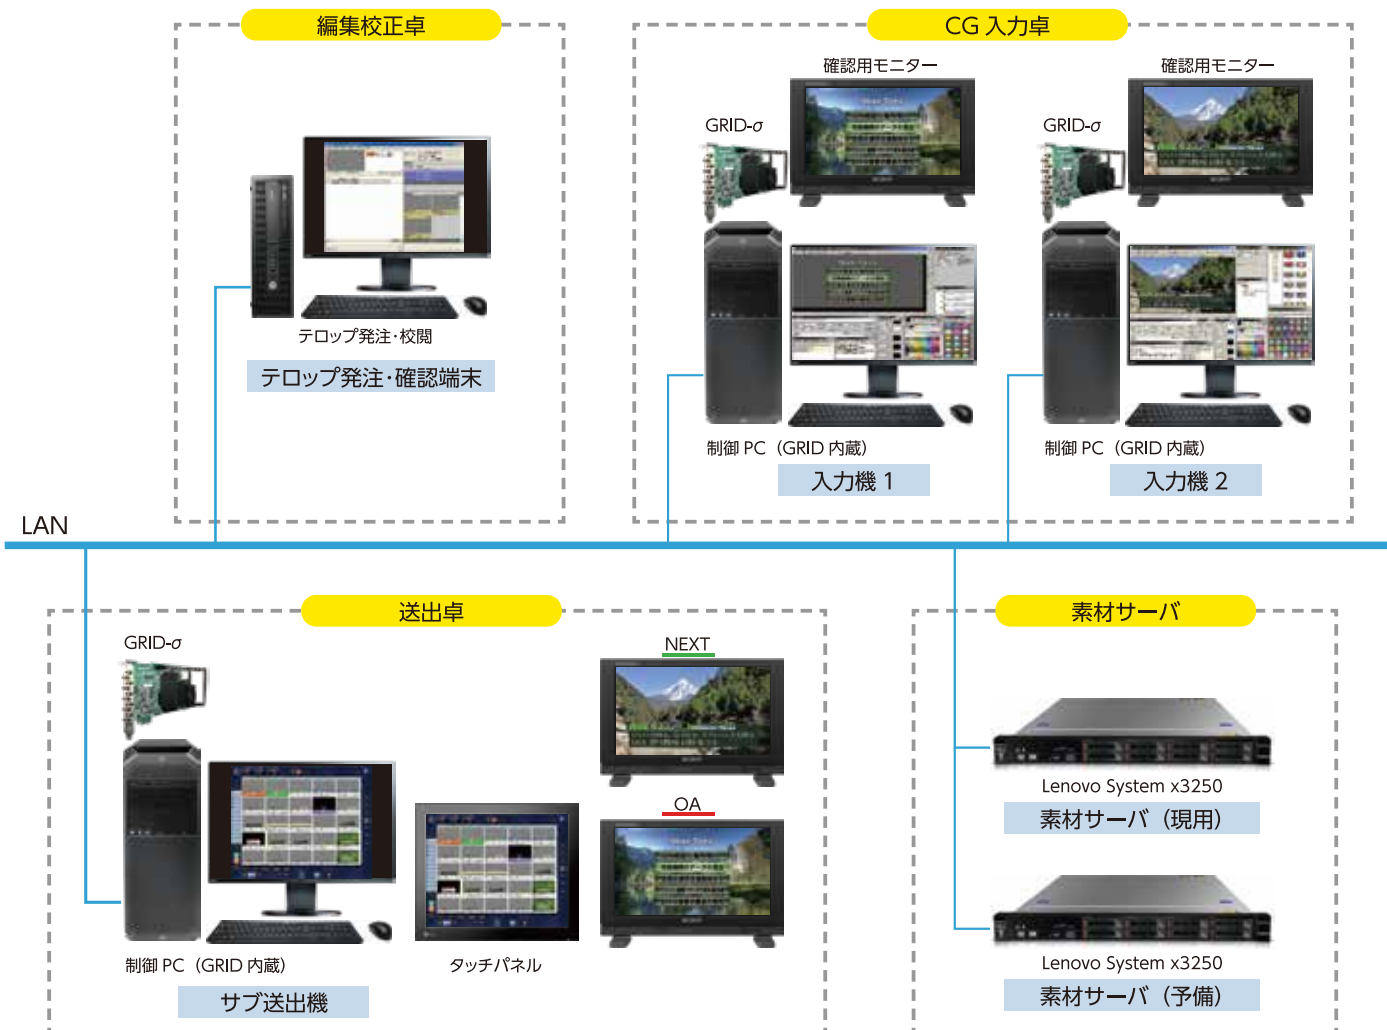 編集校正卓
テロップ発注・校閲
テロップ発注・確認端末
CG 入力卓
確認用モニター
GRID-σ
制御 PC（GRID 内蔵）
入力機 1
確認用モニター
GRID-σ
制御 PC（GRID 内蔵）
入力機 2
LAN
送出卓
GRID-σ
制御 PC（GRID 内蔵）
サブ送出機
タッチパネル
NEXT
OA
素材サーバ
Lenovo System x3250
素材サーバ（現用）
Lenovo System x3250
素材サーバ（予備）